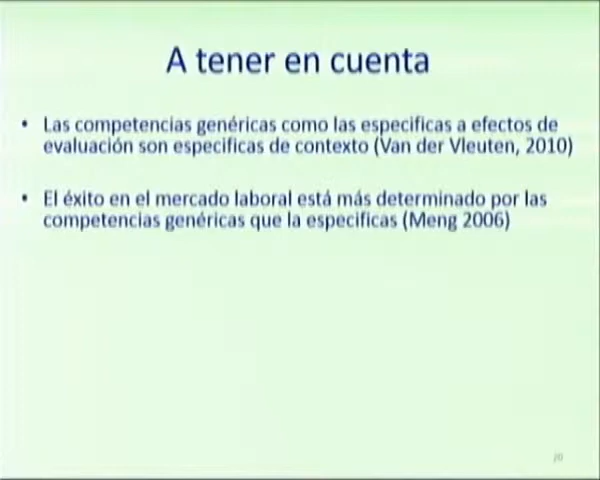 A tener en cuenta
• Las competencias genéricas como las especificas a efectos de
evaluación son especificas de contexto (Van der Vleuten, 2010)
• El éxito en el mercado laboral está más determinado por las
competencias genéricas que la especificas (Meng 2006)